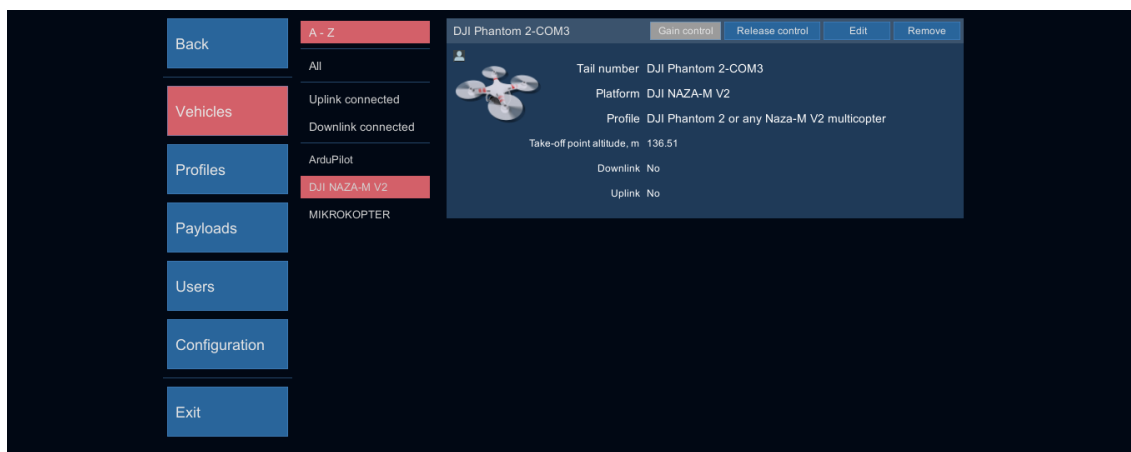 Back
Vehicles
Profiles
Payloads
Users
Configuration
Exit
A - Z
All
Uplink connected
Downlink connected
ArduPilot
DJI NAZA-M V2
MIKROKOPTER
DJI Phantom 2-COM3 Gain control Release control Edit Remove
Tail number DJI Phantom 2-COM3
Platform DJI NAZA-M V2
Profile DJI Phantom 2 or any Naza-M V2 multicopter
Take-off point altitude, m 136.51
Downlink No
Uplink No